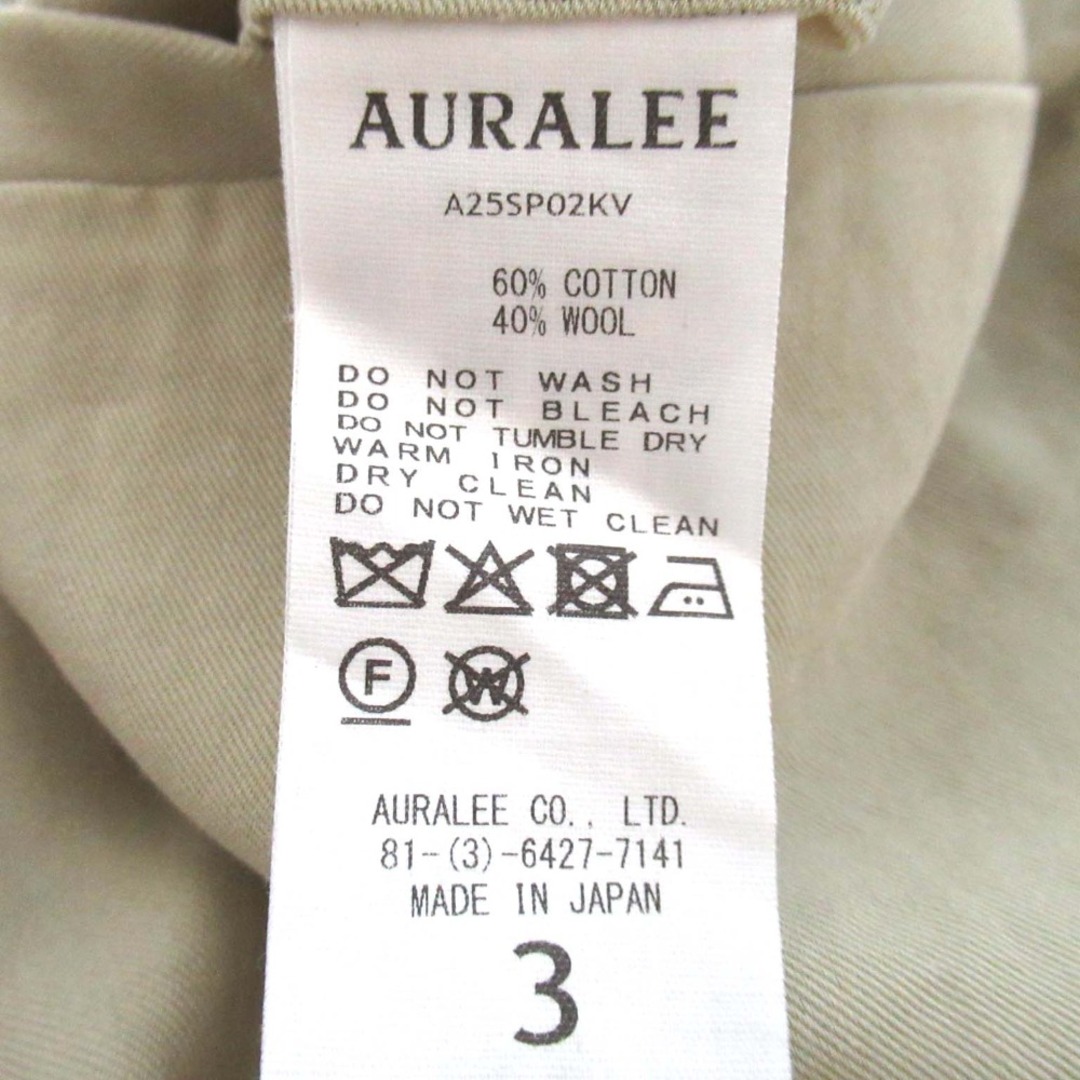 AURALEE
A25SP02KV
60% COTTON
40% WOOL
DO NOT WASH
DO NOT BLEACH
DO NOT TUMBLE DRY
WARM IRON
DRY CLEAN
DO NOT WET CLEAN
F W
AURALEE CO., LTD.
81-(3)-6427-7141
MADE IN JAPAN
3